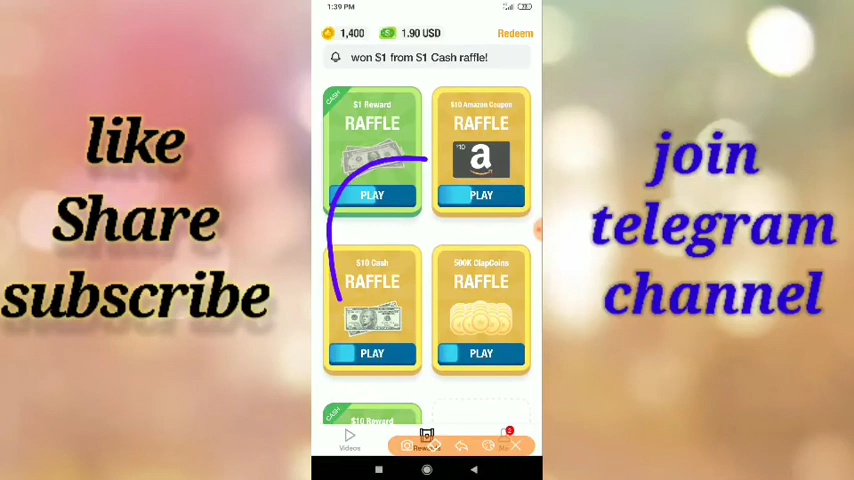 1:39 PM
1,400
1.90 USD
Redeem
won $1 from $1 Cash raffle!
CASH
$1 Reward
RAFFLE
PLAY
$10 Amazon Coupon
RAFFLE
$10
a
PLAY
$10 Cash
RAFFLE
PLAY
500K ClapCoins
RAFFLE
PLAY
CASH
$10 Reward
Videos
2
like
Share
subscribe
join
telegram
channel